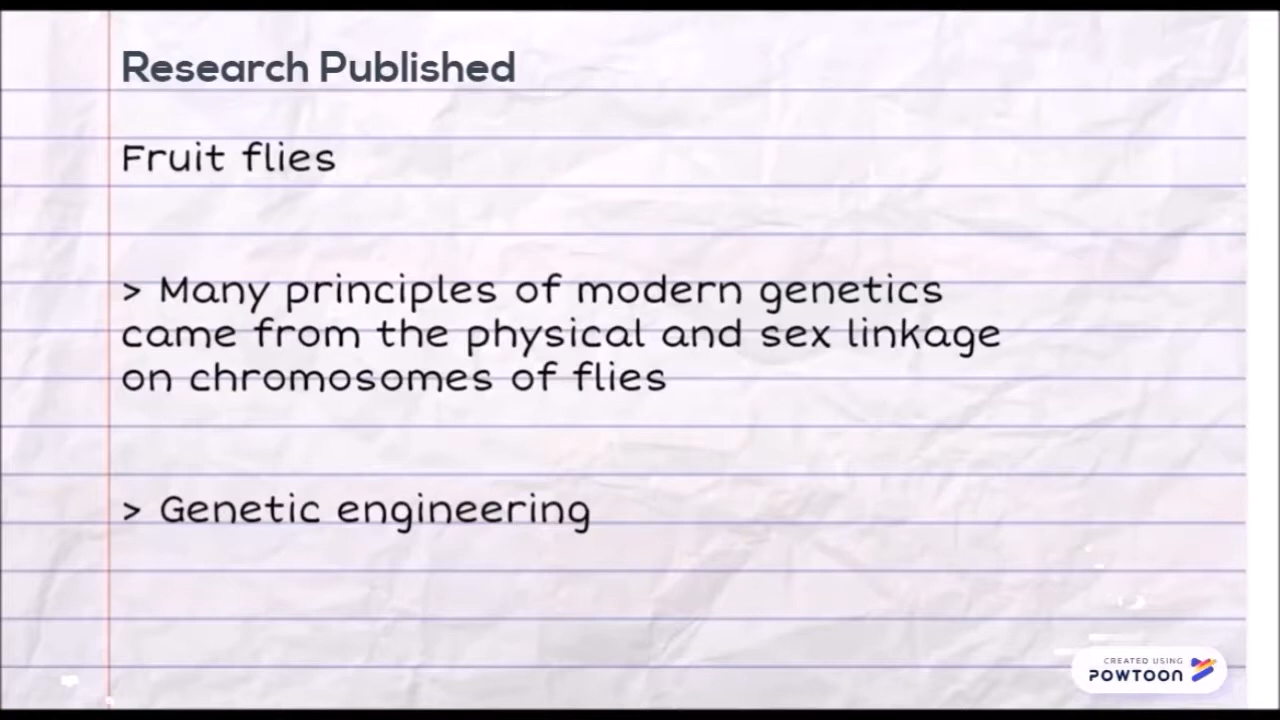 Research Published
Fruit flies
> Many principles of modern genetics
came from the physical and sex linkage
on chromosomes of flies
> Genetic engineering
CREATED USING
POWTOON